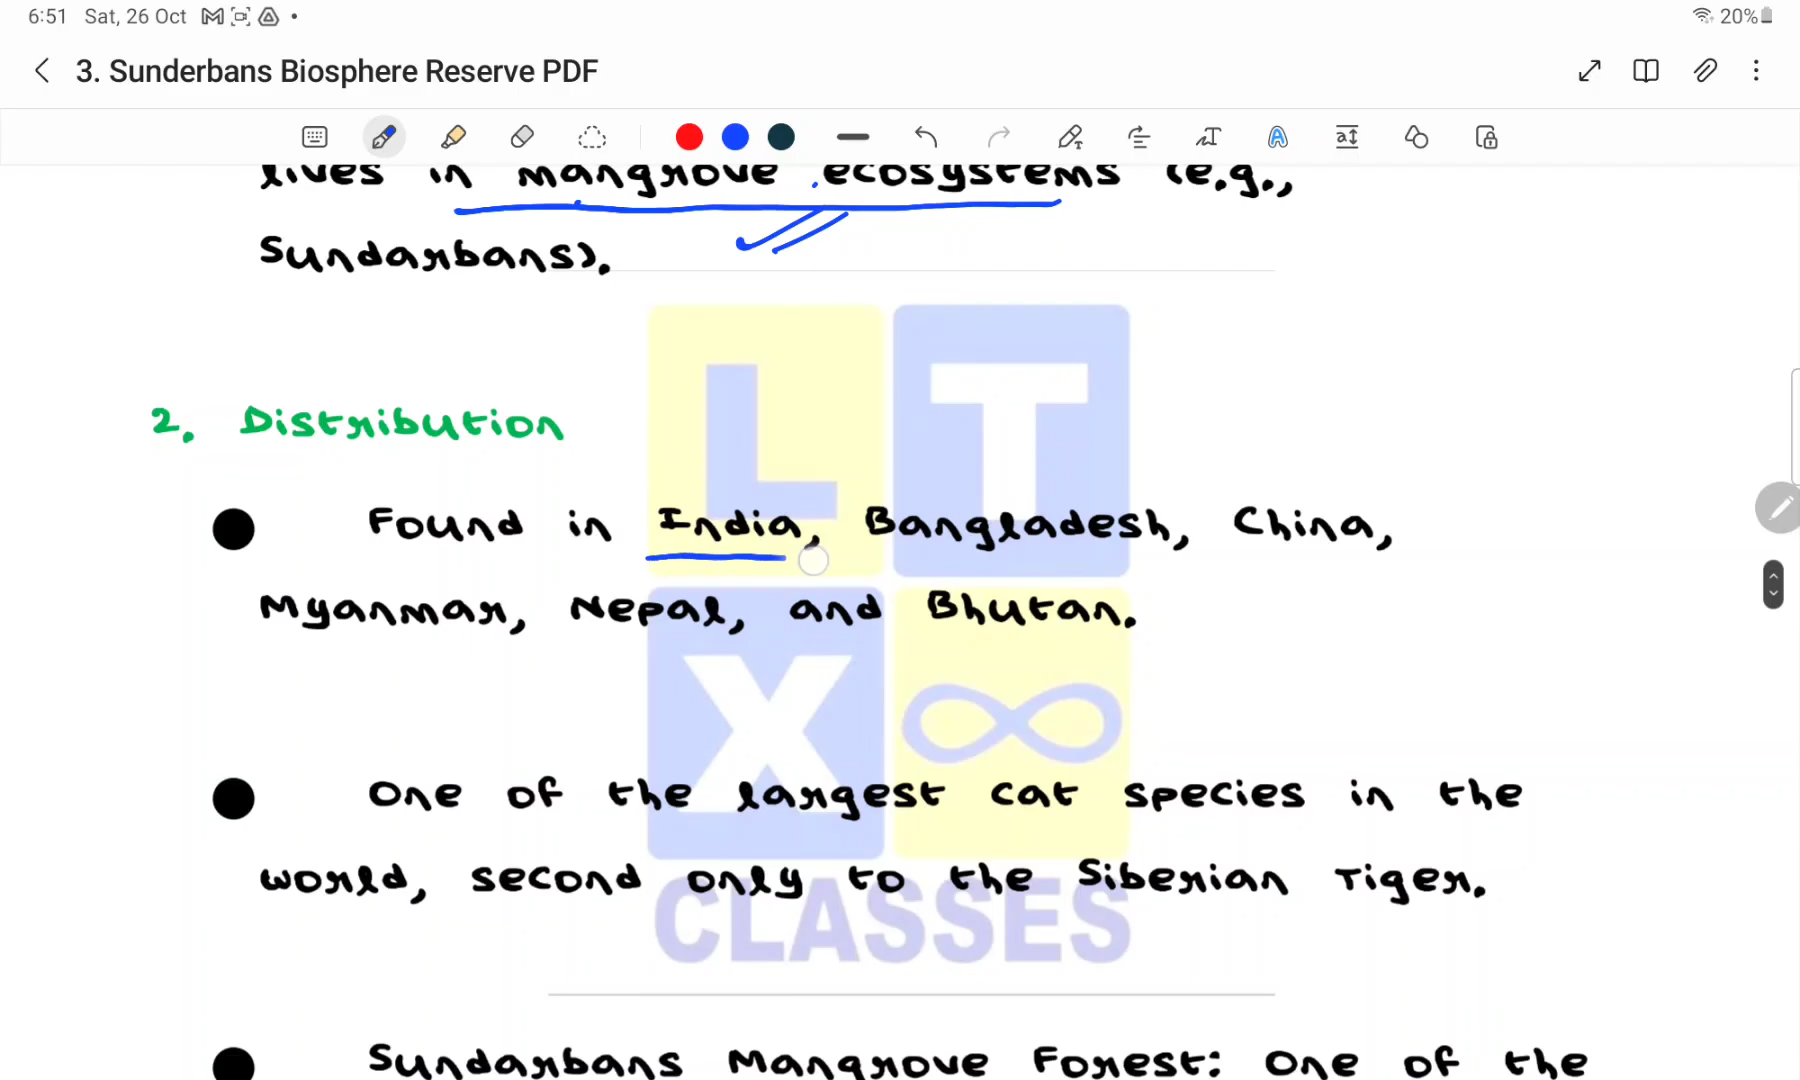 6:51 Sat, 26 Oct 20%
3. Sunderbans Biosphere Reserve PDF
lives in mangrove ecosystems (e.g.,
Sundarbans).
2. Distribution
Found in India, Bangladesh, China,
Myanmar, Nepal, and Bhutan.
One of the largest cat species in the
world, second only to the Siberian Tiger.
Sundarbans Mangrove Forest: One of the
L T
X ∞
CLASSES